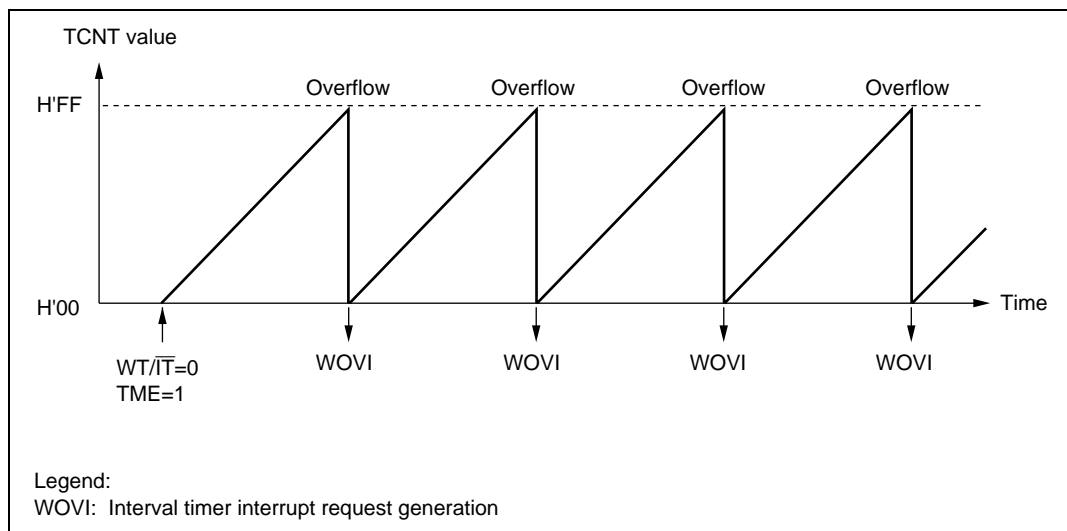 TCNT value
Overflow Overflow Overflow Overflow
H'FF
H'00
Time
WT/I̅T̅=0
TME=1
WOVI WOVI WOVI WOVI
Legend:
WOVI: Interval timer interrupt request generation